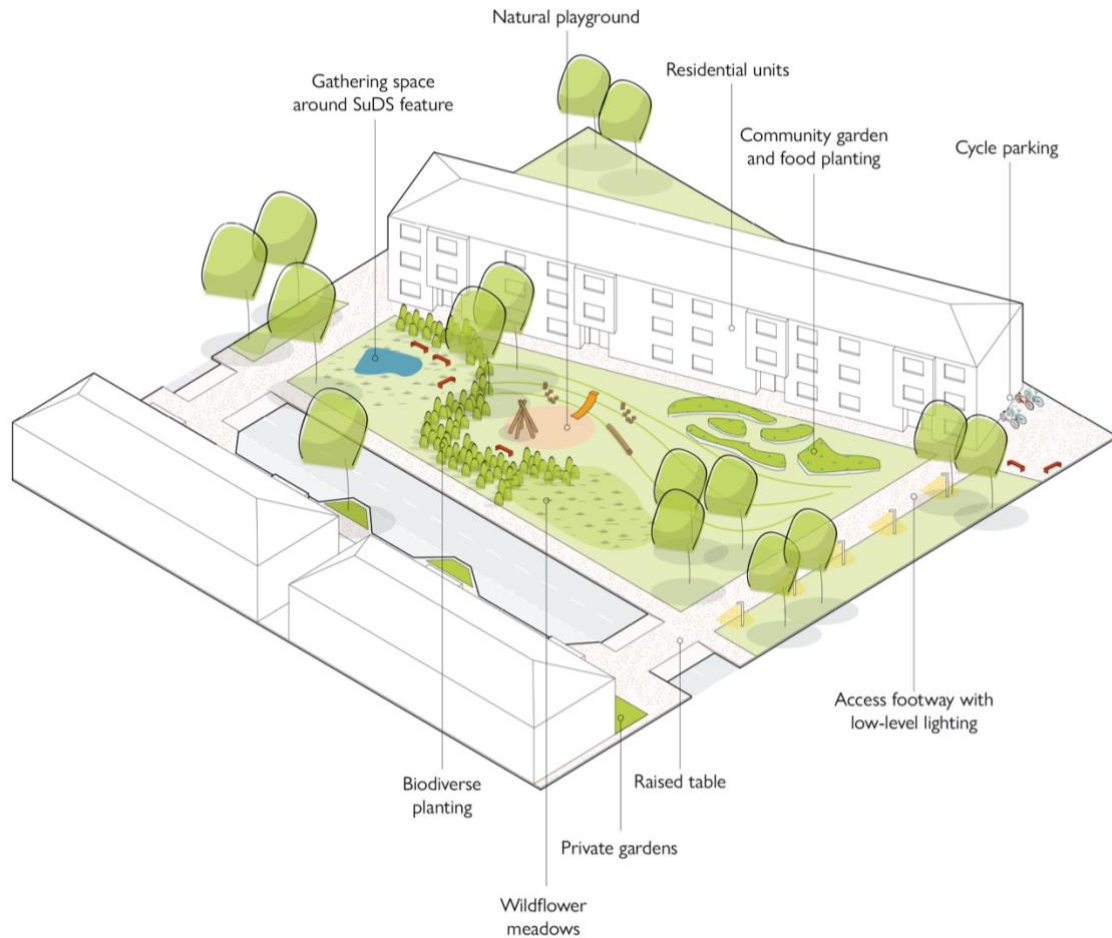 Natural playground
Residential units
Gathering space
around SuDS feature
Community garden
and food planting
Cycle parking
Access footway with
low-level lighting
Biodiverse
planting
Raised table
Private gardens
Wildflower
meadows